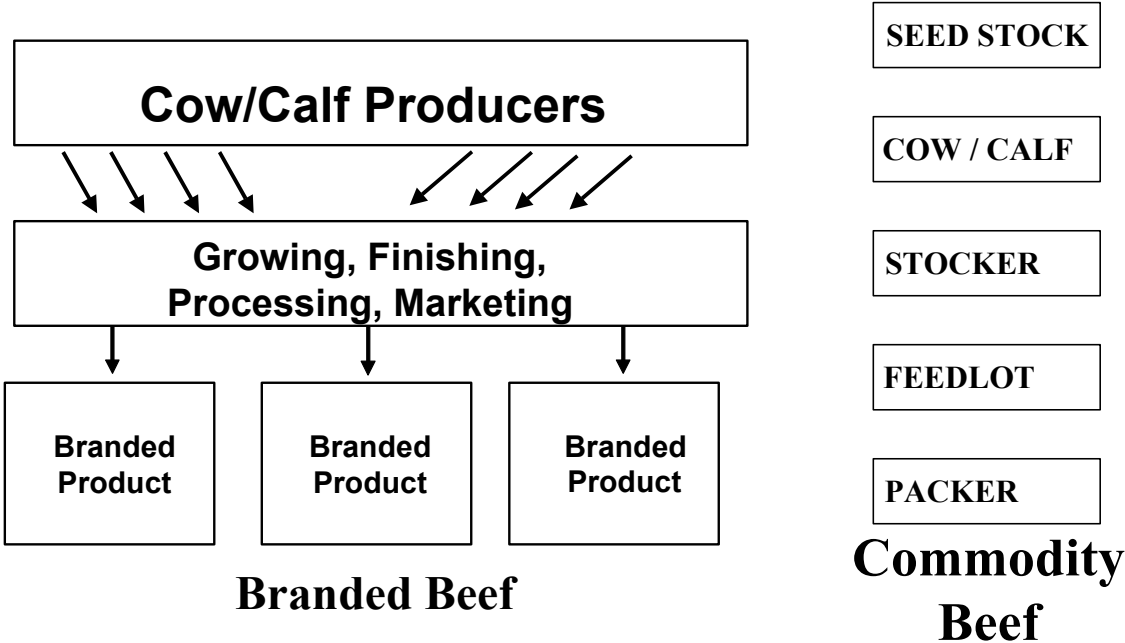 Cow/Calf Producers
Growing, Finishing,
Processing, Marketing
Branded
Product
Branded
Product
Branded
Product
Branded Beef
SEED STOCK
COW / CALF
STOCKER
FEEDLOT
PACKER
Commodity
Beef